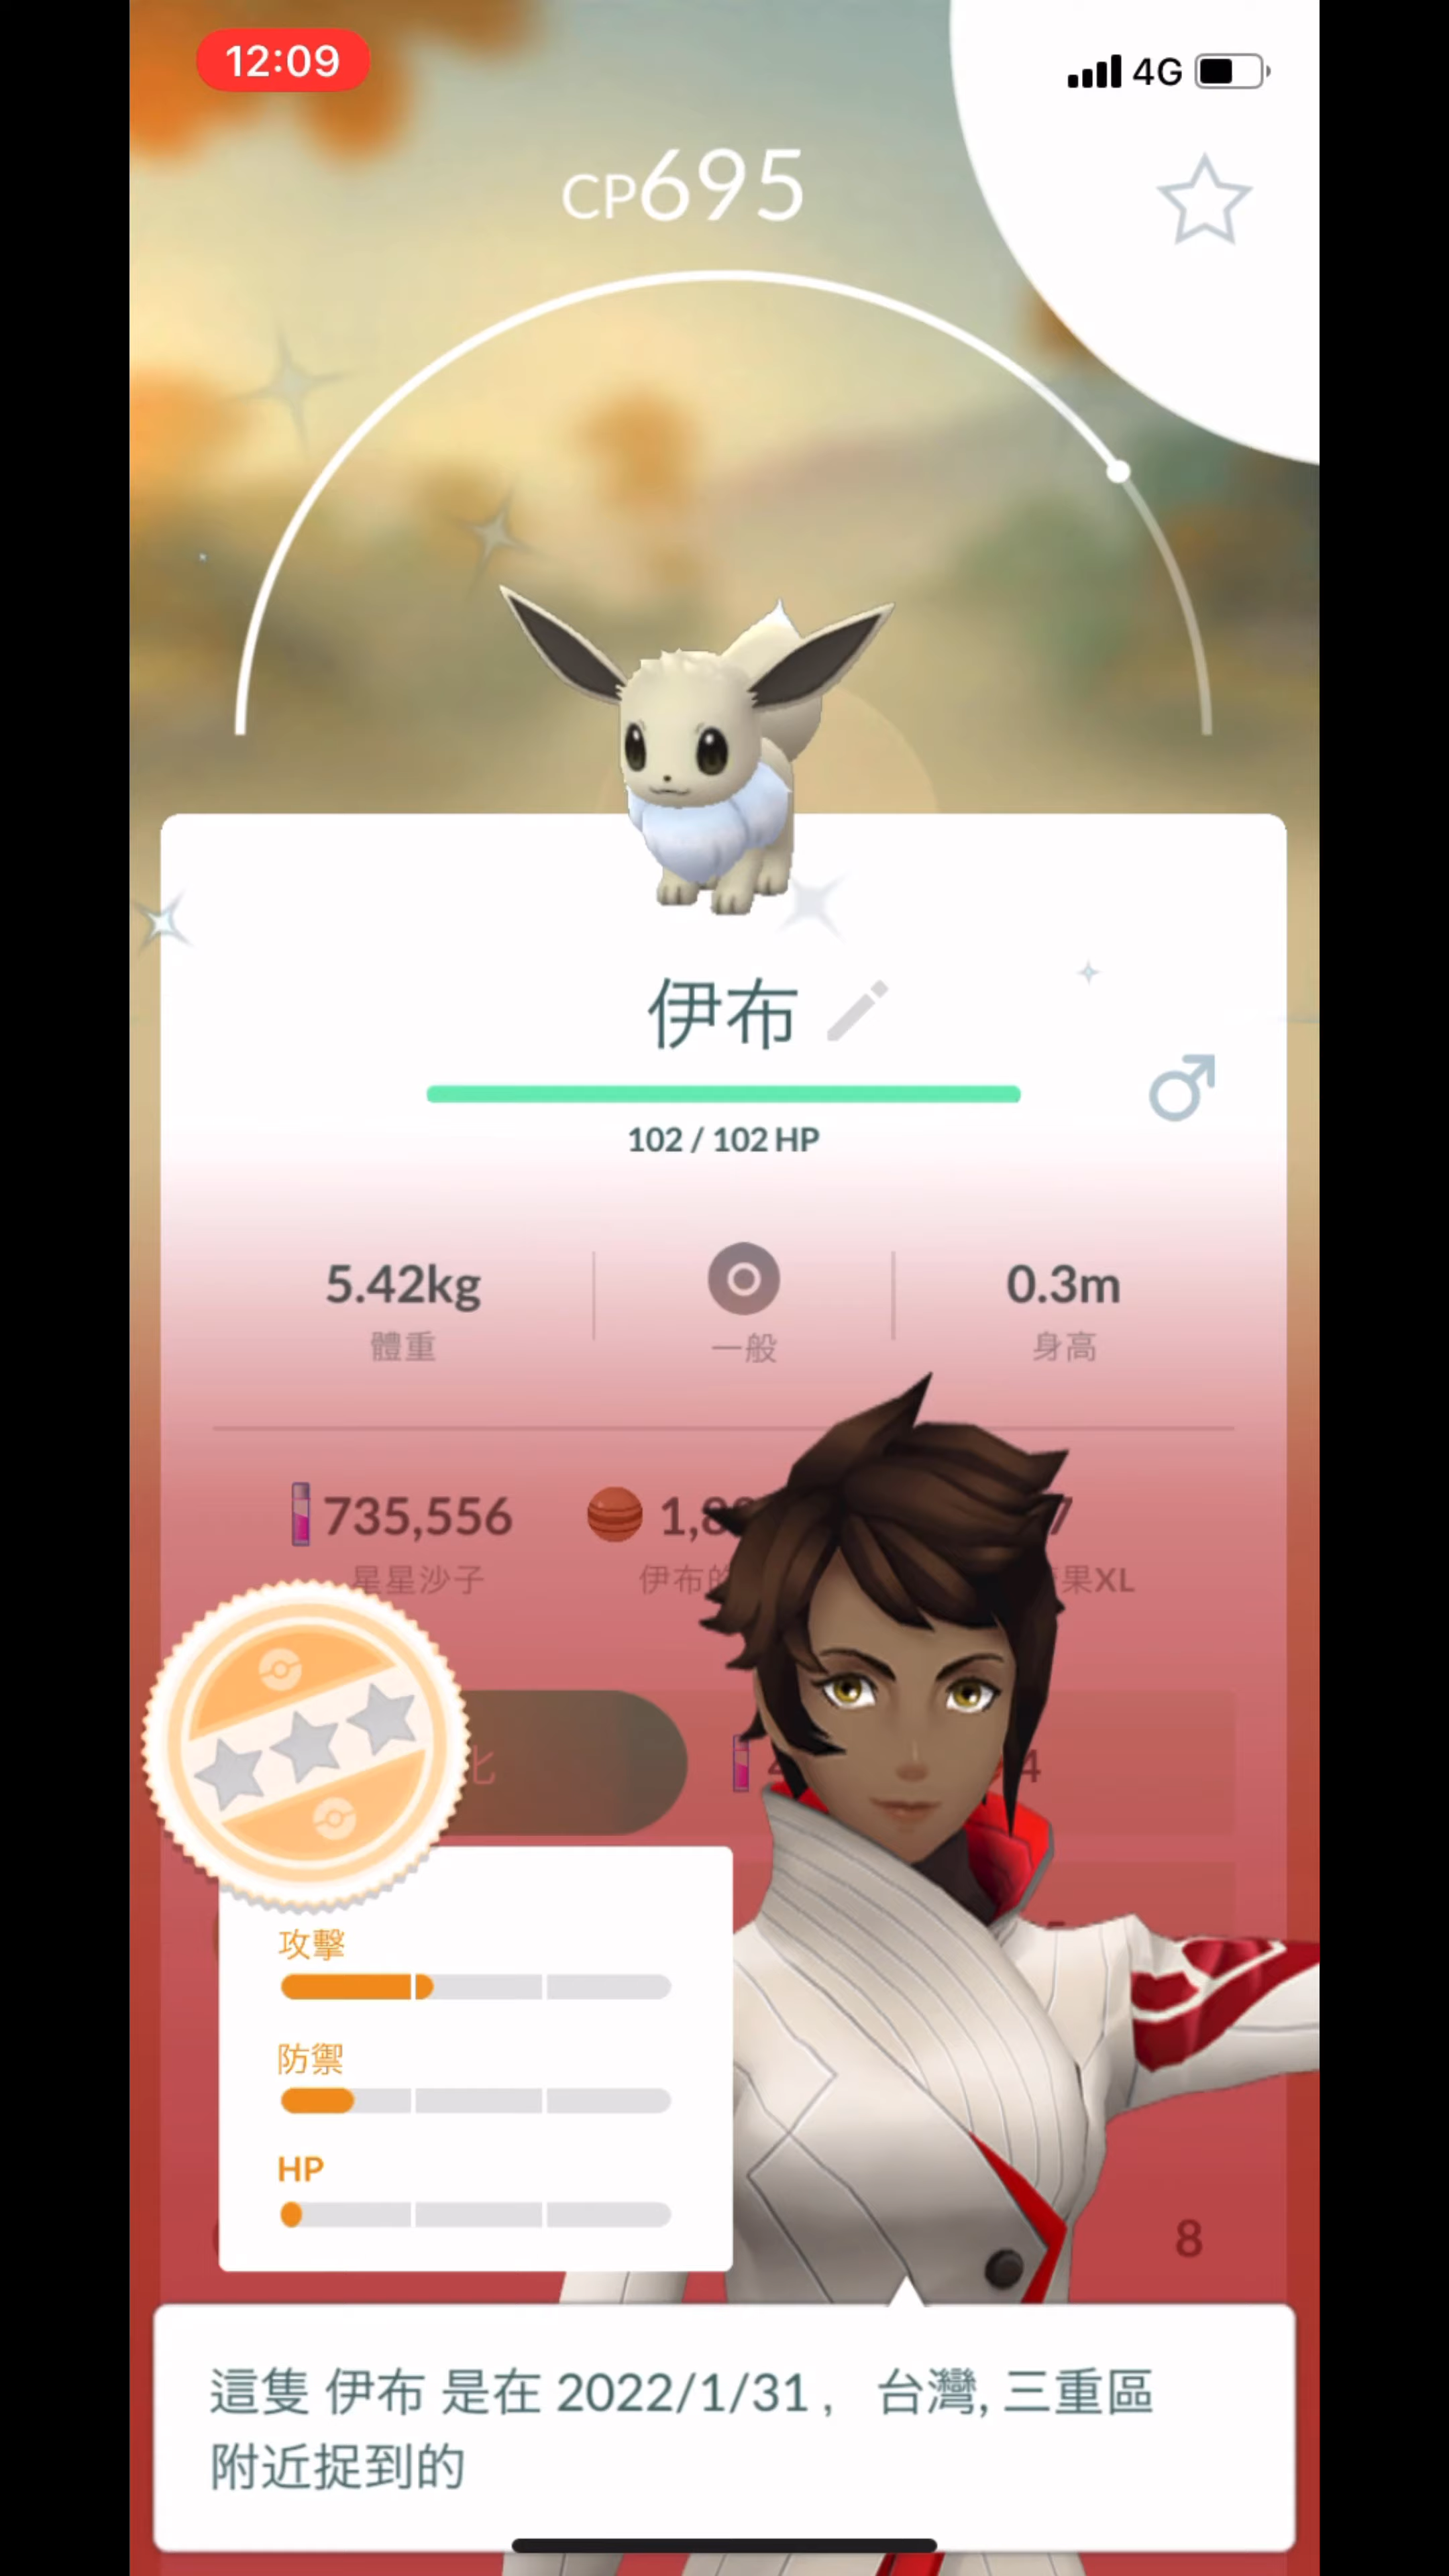 12:09
4G
CP695
伊布
102 / 102 HP
5.42kg
0.3m
體重
一般
身高
735,556
星星沙子
攻擊
防禦
HP
8
這隻 伊布 是在 2022/1/31 , 台灣, 三重區
附近捉到的